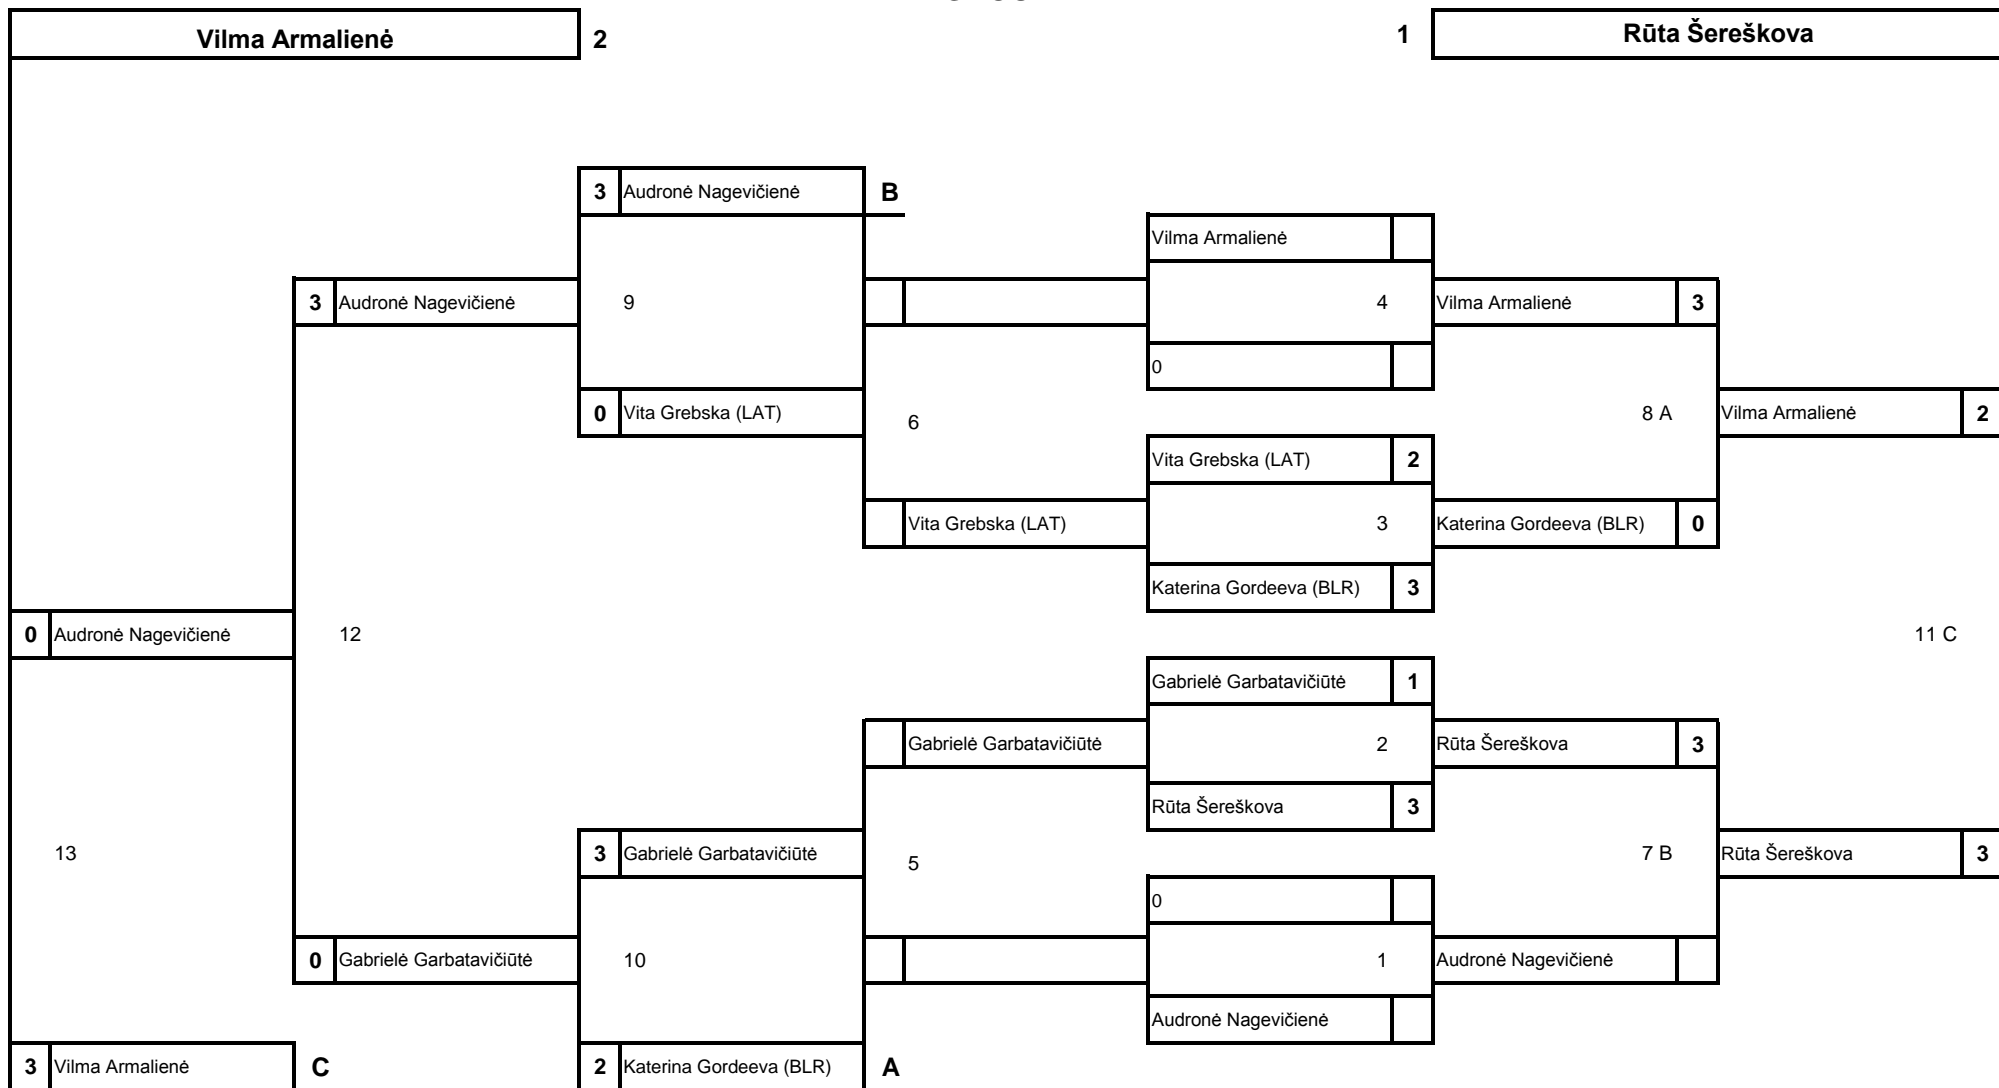 Vilma Armalienė 2 1 Rūta Šereškova
3 Audronė Nagevičienė B
Vilma Armalienė
3 Audronė Nagevičienė 9 4 Vilma Armalienė 3
0
0 Vita Grebska (LAT) 6 8 A Vilma Armalienė 2
Vita Grebska (LAT) 2
Vita Grebska (LAT) 3 Katerina Gordeeva (BLR) 0
Katerina Gordeeva (BLR) 3
0 Audronė Nagevičienė 12 11 C
Gabrielė Garbatavičiūtė 1
Gabrielė Garbatavičiūtė 2 Rūta Šereškova 3
Rūta Šereškova 3
13 3 Gabrielė Garbatavičiūtė 5 7 B Rūta Šereškova 3
0
0 Gabrielė Garbatavičiūtė 10 1 Audronė Nagevičienė
Audronė Nagevičienė
3 Vilma Armalienė C 2 Katerina Gordeeva (BLR) A